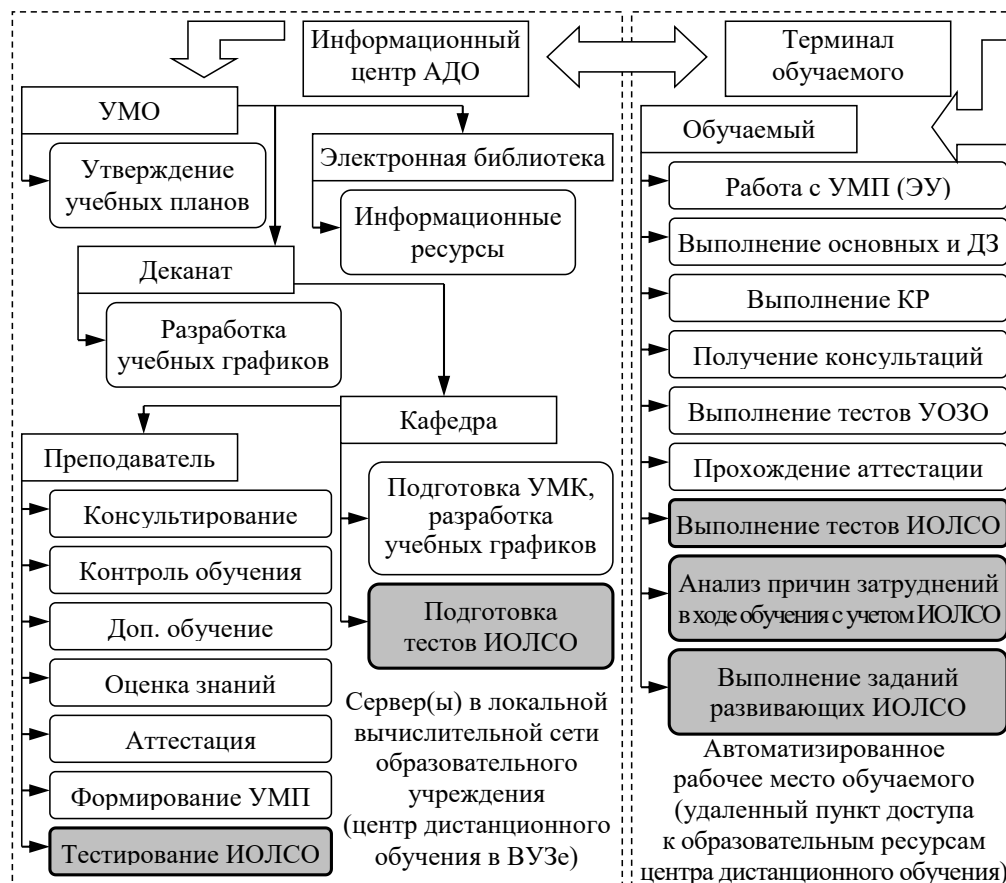 Информационный
центр АДО
УМО
Утверждение
учебных планов
Электронная библиотека
Информационные
ресурсы
Деканат
Разработка
учебных графиков
Кафедра
Преподаватель
Консультирование
Контроль обучения
Доп. обучение
Оценка знаний
Аттестация
Формирование УМП
Тестирование ИОЛСО
Подготовка УМК,
разработка
учебных графиков
Подготовка
тестов ИОЛСО
Сервер(ы) в локальной
вычислительной сети
образовательного
учреждения
(центр дистанционного
обучения в ВУЗе)
Терминал
обучаемого
Обучаемый
Работа с УМП (ЭУ)
Выполнение основных и ДЗ
Выполнение КР
Получение консультаций
Выполнение тестов УОЗО
Прохождение аттестации
Выполнение тестов ИОЛСО
Анализ причин затруднений
в ходе обучения с учетом ИОЛСО
Выполнение заданий
развивающих ИОЛСО
Автоматизированное
рабочее место обучаемого
(удаленный пункт доступа
к образовательным ресурсам
центра дистанционного обучения)